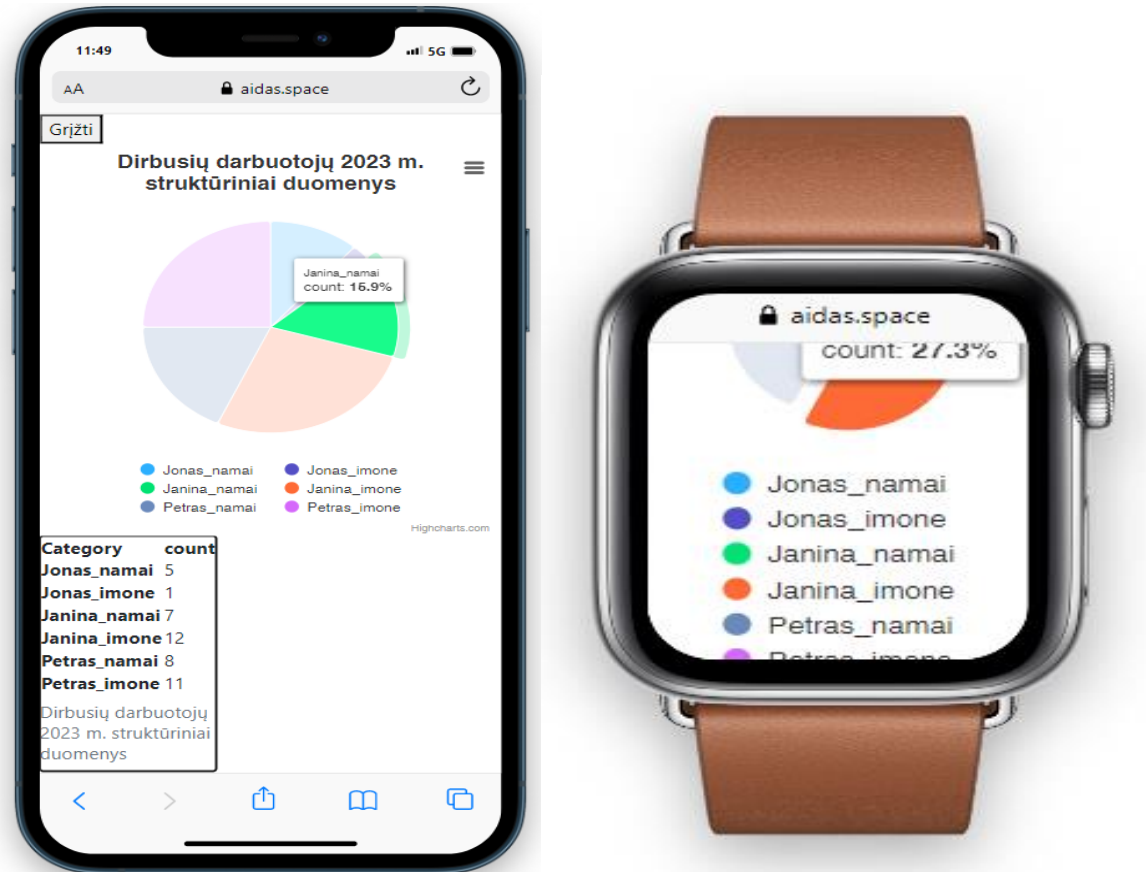 11:49
5G
AA
aidas.space
Grįžti
Dirbusių darbuotojų 2023 m.
struktūriniai duomenys
Janina_namai
count: 15.9%
Jonas_namai Jonas_imone
Janina_namai Janina_imone
Petras_namai Petras_imone
Highcharts.com
Category count
Jonas_namai 5
Jonas_imone 1
Janina_namai 7
Janina_imone 12
Petras_namai 8
Petras_imone 11
Dirbusių darbuotojų
2023 m. struktūriniai
duomenys
aidas.space
count: 27.3%
Jonas_namai
Jonas_imone
Janina_namai
Janina_imone
Petras_namai
Petras_imone